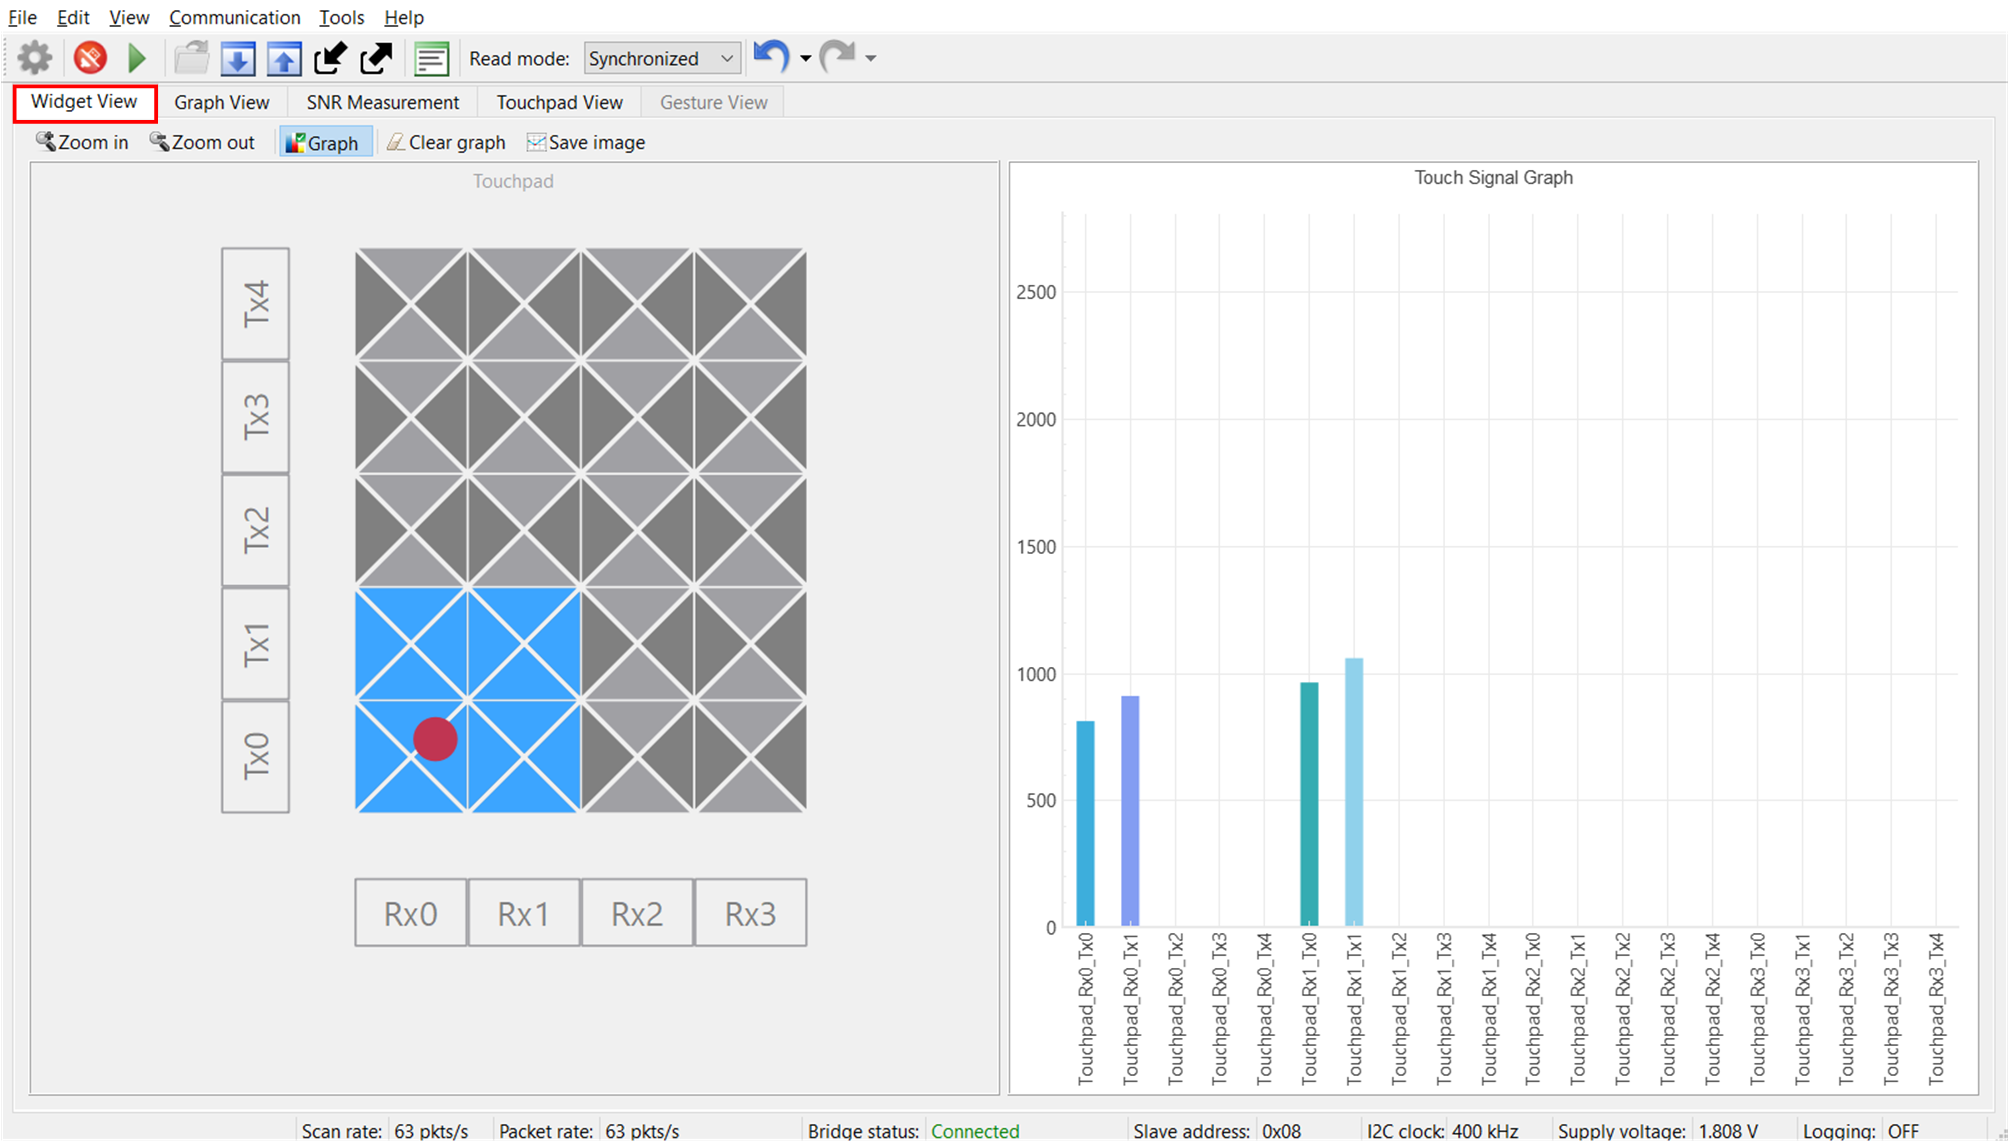 File Edit View Communication Tools Help
Read mode: Synchronized
Widget View Graph View SNR Measurement Touchpad View Gesture View
Zoom in Zoom out Graph Clear graph Save image
Touchpad
Tx4
Tx3
Tx2
Tx1
Tx0
Rx0 Rx1 Rx2 Rx3
Touch Signal Graph
2500
2000
1500
1000
500
0
Touchpad_Rx0_Tx0
Touchpad_Rx0_Tx1
Touchpad_Rx0_Tx2
Touchpad_Rx0_Tx3
Touchpad_Rx0_Tx4
Touchpad_Rx1_Tx0
Touchpad_Rx1_Tx1
Touchpad_Rx1_Tx2
Touchpad_Rx1_Tx3
Touchpad_Rx1_Tx4
Touchpad_Rx2_Tx0
Touchpad_Rx2_Tx1
Touchpad_Rx2_Tx2
Touchpad_Rx2_Tx3
Touchpad_Rx2_Tx4
Touchpad_Rx3_Tx0
Touchpad_Rx3_Tx1
Touchpad_Rx3_Tx2
Touchpad_Rx3_Tx3
Touchpad_Rx3_Tx4
Scan rate: 63 pkts/s Packet rate: 63 pkts/s Bridge status: Connected Slave address: 0x08 I2C clock: 400 kHz Supply voltage: 1.808 V Logging: OFF